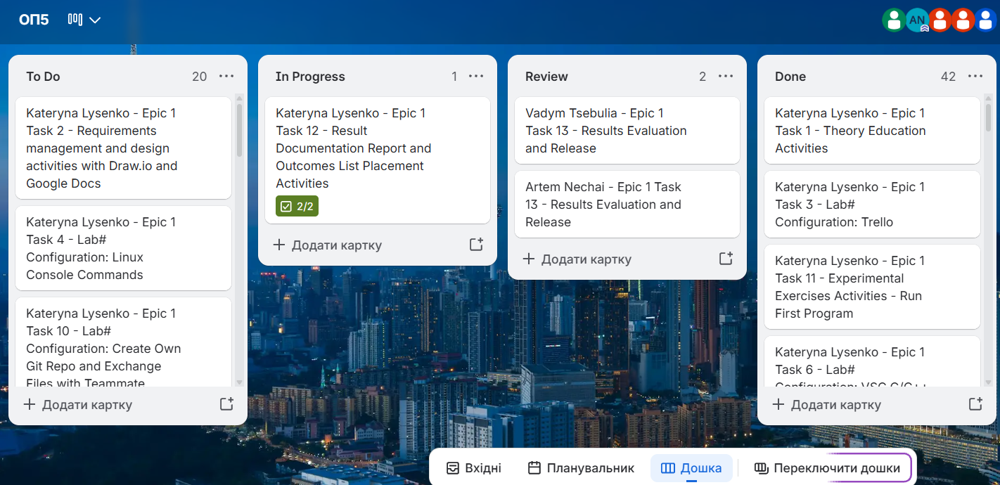 ОП5
AN
To Do 20
Kateryna Lysenko - Epic 1
Task 2 - Requirements
management and design
activities with Draw.io and
Google Docs
Kateryna Lysenko - Epic 1
Task 4 - Lab#
Configuration: Linux
Console Commands
Kateryna Lysenko - Epic 1
Task 10 - Lab#
Configuration: Create Own
Git Repo and Exchange
Files with Teammate
Додати картку
In Progress 1
Kateryna Lysenko - Epic 1
Task 12 - Result
Documentation Report and
Outcomes List Placement
Activities
2/2
Додати картку
Review 2
Vadym Tsebulia - Epic 1
Task 13 - Results Evaluation
and Release
Artem Nechai - Epic 1 Task
13 - Results Evaluation and
Release
Додати картку
Done 42
Kateryna Lysenko - Epic 1
Task 1 - Theory Education
Activities
Kateryna Lysenko - Epic 1
Task 3 - Lab#
Configuration: Trello
Kateryna Lysenko - Epic 1
Task 11 - Experimental
Exercises Activities - Run
First Program
Kateryna Lysenko - Epic 1
Task 6 - Lab#
Configuration: VSC C/C++
Додати картку
Вхідні
Планувальник
Дошка
Переключити дошки